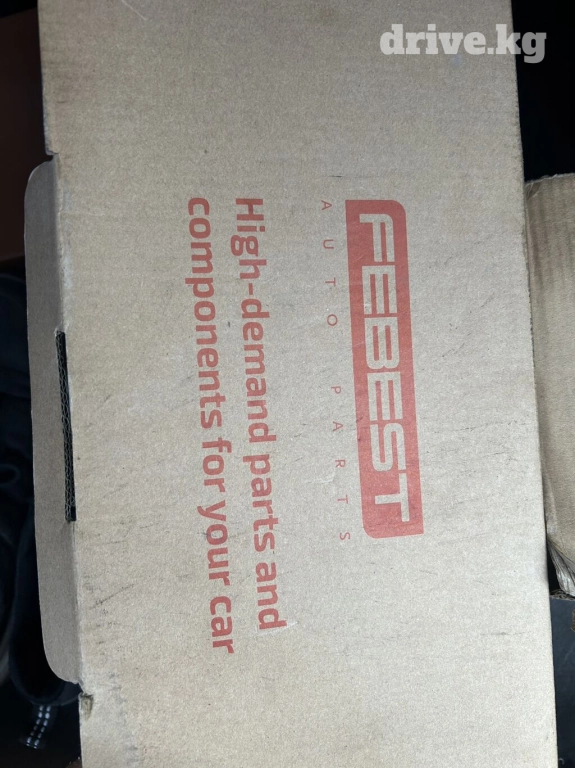 drive.kg
FEBEST
AUTO PARTS
High-demand parts and
components for your car